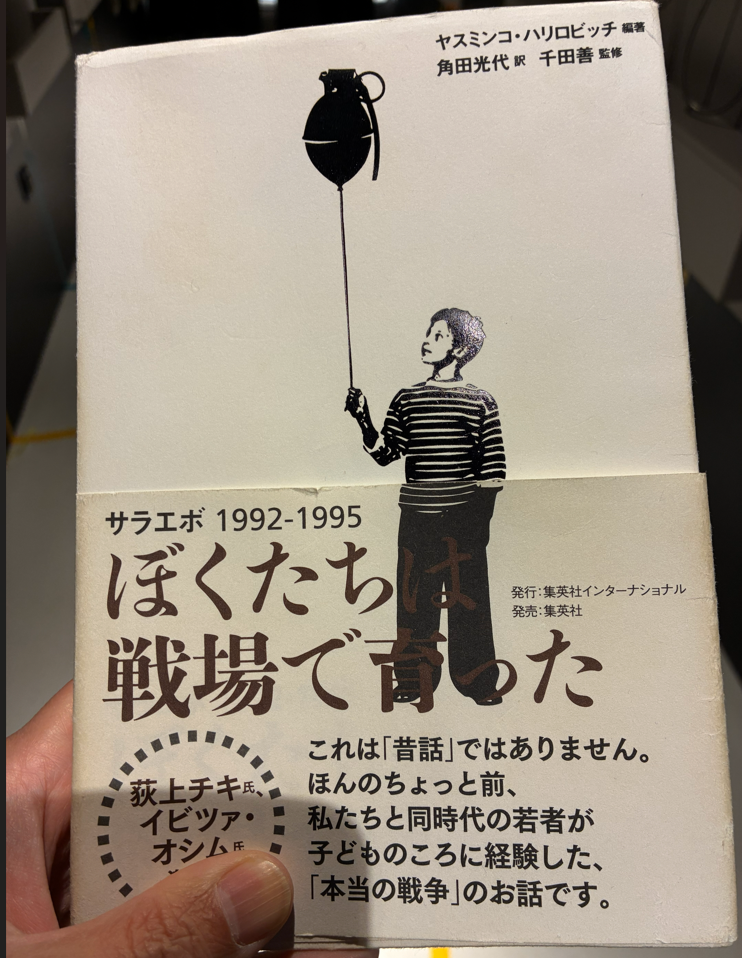 ヤスミンコ・ハリロビッチ 編著
角田光代 訳 千田善 監修
サラエボ 1992-1995
ぼくたちは
戦場で育った
発行:集英社インターナショナル
発売:集英社
これは「昔話」ではありません。
ほんのちょっと前、
私たちと同時代の若者が
子どものころに経験した、
「本当の戦争」のお話です。
荻上チキ氏、
イビツァ・
オシム氏